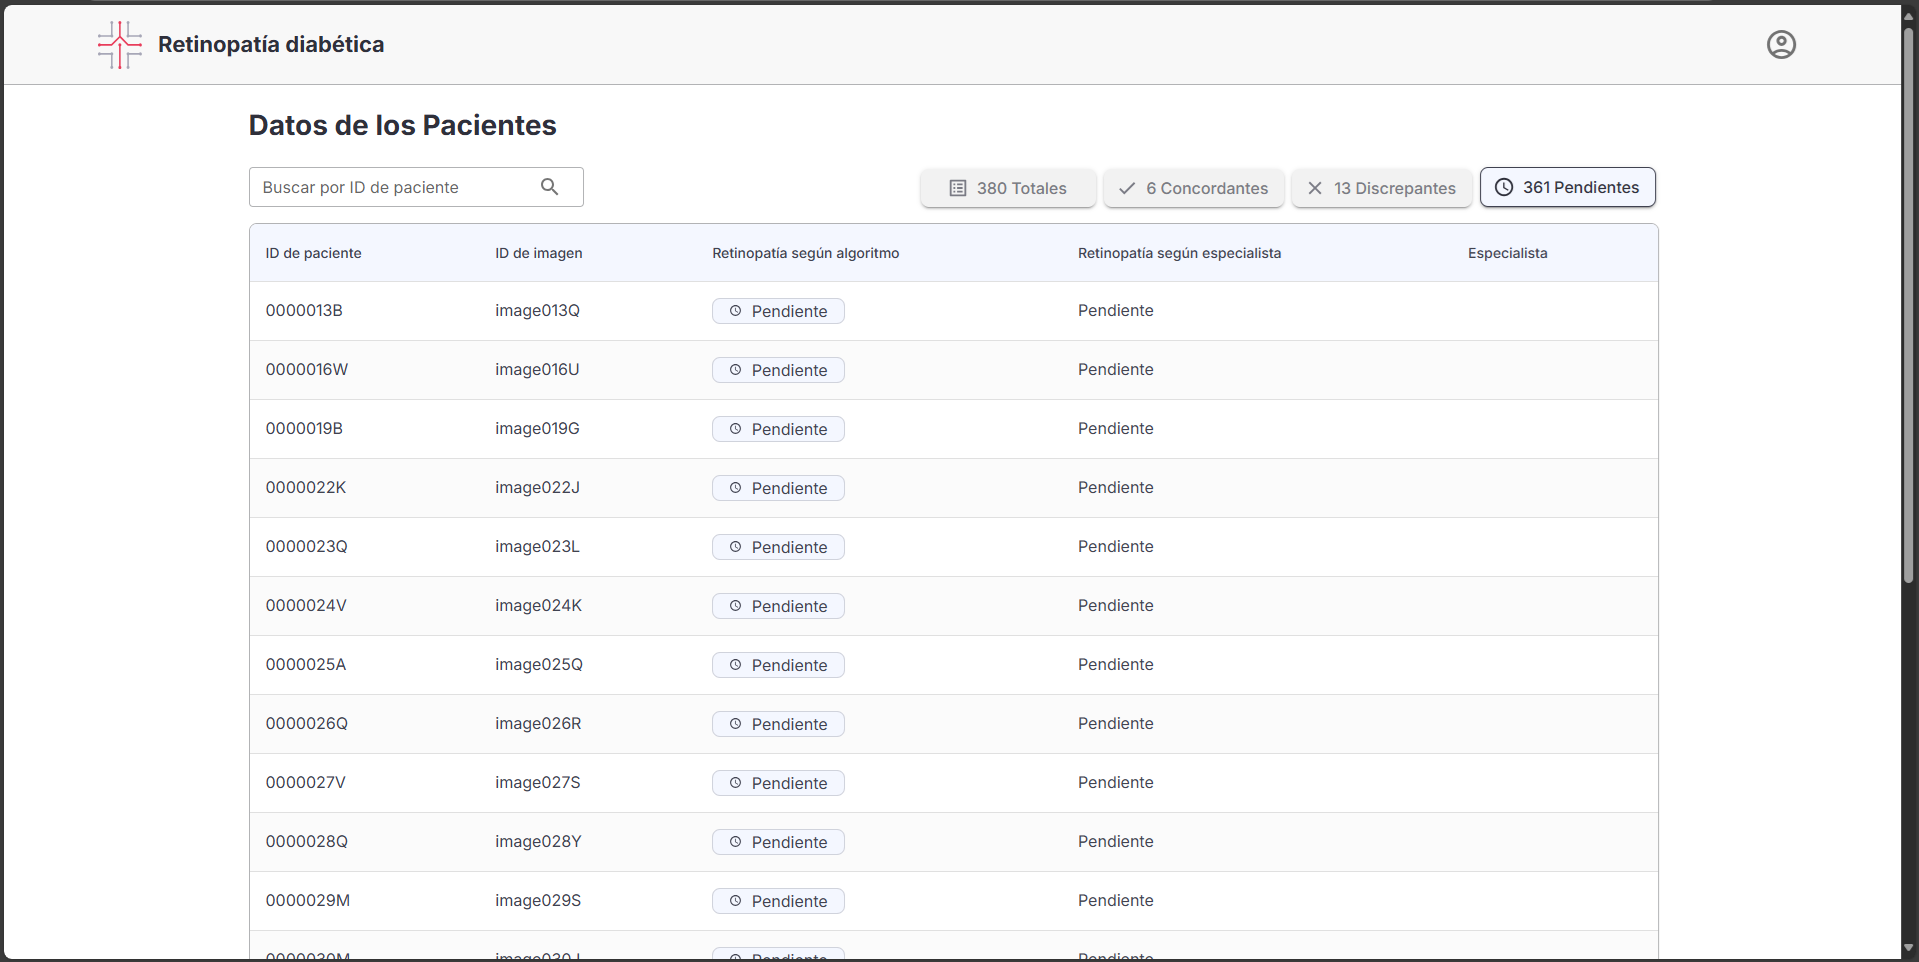 Retinopatía diabética
Datos de los Pacientes
Buscar por ID de paciente
380 Totales
6 Concordantes
13 Discrepantes
361 Pendientes
ID de paciente ID de imagen Retinopatía según algoritmo Retinopatía según especialista Especialista
0000013B image013Q Pendiente Pendiente
0000016W image016U Pendiente Pendiente
0000019B image019G Pendiente Pendiente
0000022K image022J Pendiente Pendiente
0000023Q image023L Pendiente Pendiente
0000024V image024K Pendiente Pendiente
0000025A image025Q Pendiente Pendiente
0000026Q image026R Pendiente Pendiente
0000027V image027S Pendiente Pendiente
0000028Q image028Y Pendiente Pendiente
0000029M image029S Pendiente Pendiente
Pendiente Pendiente